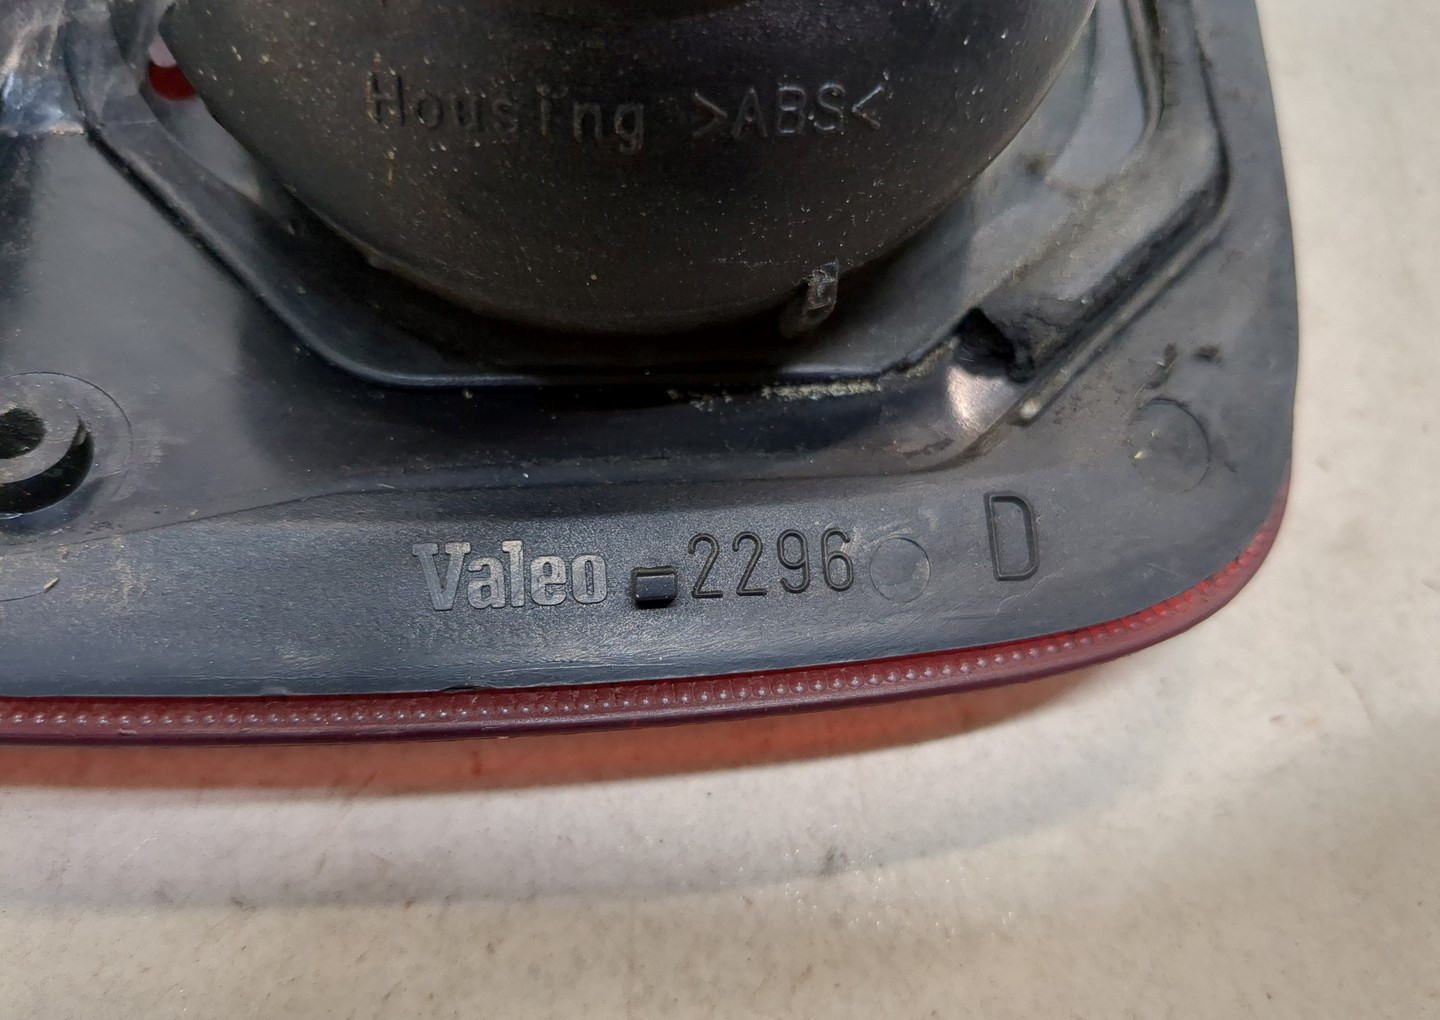 Housing >ABS<
Valeo 2296 D